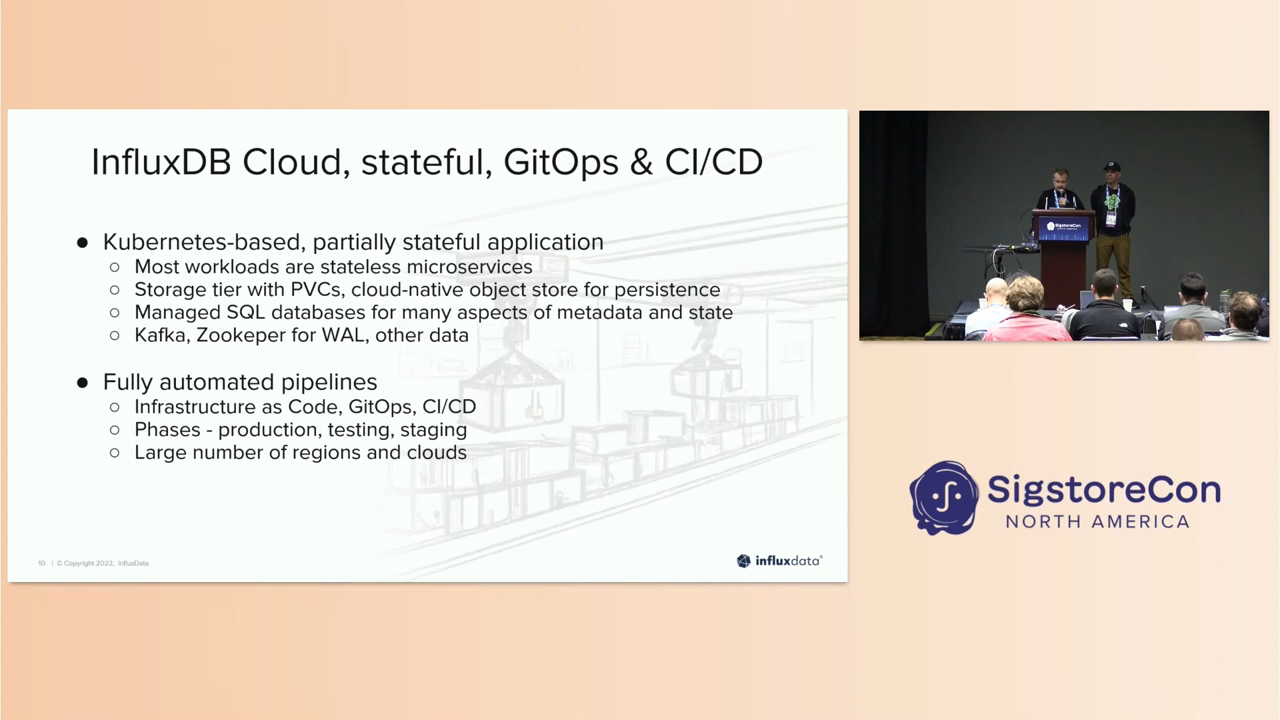 InfluxDB Cloud, stateful, GitOps & CI/CD
● Kubernetes-based, partially stateful application
○ Most workloads are stateless microservices
○ Storage tier with PVCs, cloud-native object store for persistence
○ Managed SQL databases for many aspects of metadata and state
○ Kafka, Zookeper for WAL, other data
● Fully automated pipelines
○ Infrastructure as Code, GitOps, CI/CD
○ Phases - production, testing, staging
○ Large number of regions and clouds
10 | © Copyright 2022, InfluxData
influxdata®
SigstoreCon
SigstoreCon
NORTH AMERICA